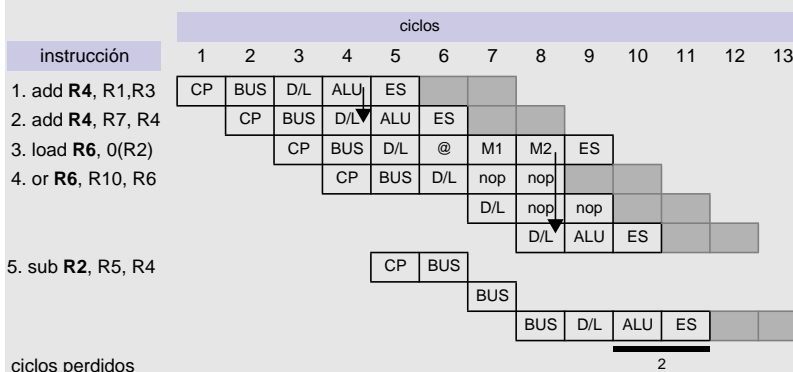 ciclos
instrucción 1 2 3 4 5 6 7 8 9 10 11 12 13
1. add R4, R1,R3 CP BUS D/L ALU ES
2. add R4, R7, R4 CP BUS D/L ALU ES
3. load R6, 0(R2) CP BUS D/L @ M1 M2 ES
4. or R6, R10, R6 CP BUS D/L nop nop
D/L nop nop
D/L ALU ES
5. sub R2, R5, R4 CP BUS
BUS
BUS D/L ALU ES
ciclos perdidos 2